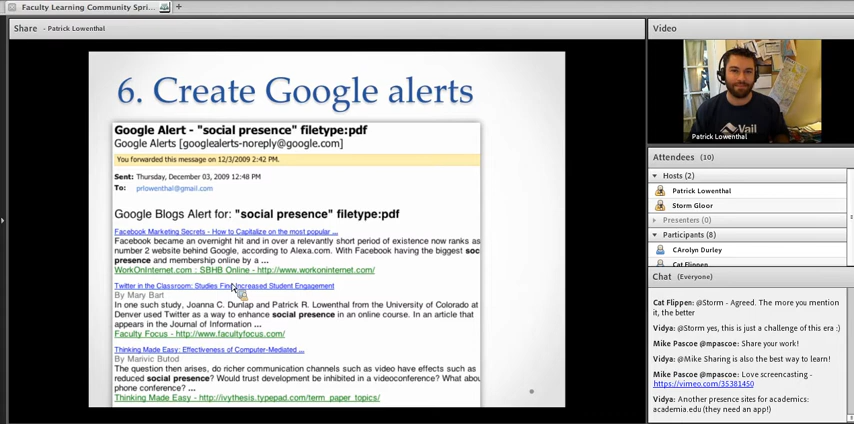 Faculty Learning Community Spri...
Share - Patrick Lowenthal
6. Create Google alerts
Google Alert - "social presence" filetype:pdf
Google Alerts [googlealerts-noreply@google.com]
You forwarded this message on 12/3/2009 2:42 PM.
Sent: Thursday, December 03, 2009 12:48 PM
To: prlowenthal@gmail.com
Google Blogs Alert for: "social presence" filetype:pdf
Facebook Marketing Secrets - How to Capitalize on the most popular ...
Facebook became an overnight hit and in over a relevantly short period of existence now ranks as
number 2 website behind Google, according to Alexa.com. With Facebook having the biggest soc
presence and membership online by a ...
WorkOnInternet.com : SBHB Online - http://www.workoninternet.com/
Twitter in the Classroom: Studies Find Increased Student Engagement
By Mary Bart
In one such study, Joanna C. Dunlap and Patrick R. Lowenthal from the University of Colorado at
Denver used Twitter as a way to enhance social presence in an online course. In an article that
appears in the Journal of Information ...
Faculty Focus - http://www.facultyfocus.com/
Thinking Made Easy: Effectiveness of Computer-Mediated ...
By Marivic Butod
The question then arises, do richer communication channels such as video have effects such as
reduced social presence? Would trust development be inhibited in a videoconference? What abou
phone conference? ...
Thinking Made Easy - http://ivythesis.typepad.com/term_paper_topics/
Video
Vail
Patrick Lowenthal
Attendees (10)
Hosts (2)
Patrick Lowenthal
Storm Gloor
Presenters (0)
Participants (8)
CArolyn Durley
Cat Flippen
Chat (Everyone)
Cat Flippen: @Storm - Agreed. The more you mention
it, the better
Vidya: @Storm yes, this is just a challenge of this era :)
Mike Pascoe @mpascoe: Share your work!
Vidya: @Mike Sharing is also the best way to learn!
Mike Pascoe @mpascoe: Love screencasting -
https://vimeo.com/35381450
Vidya: Another presence sites for academics:
academia.edu (they need an app!)